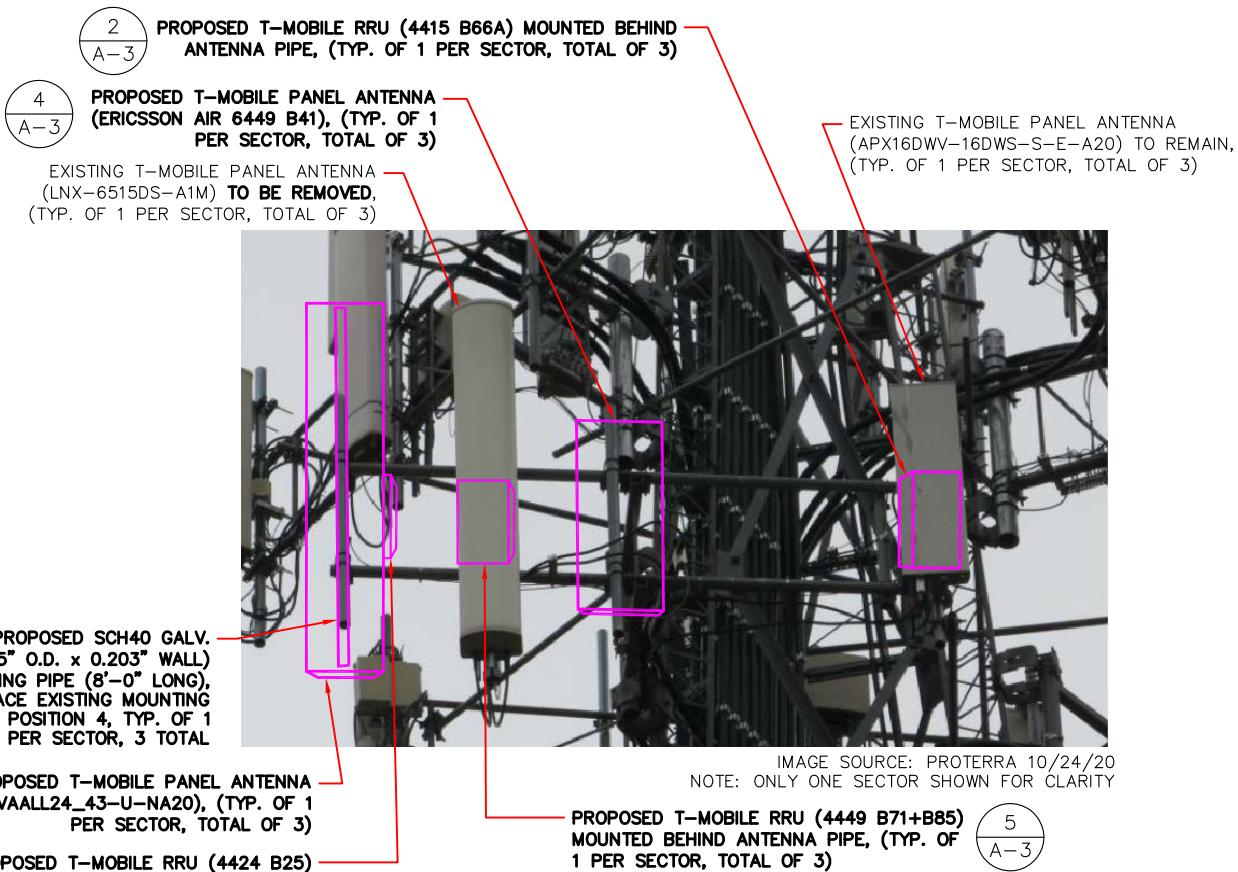 2
A-3
PROPOSED T-MOBILE RRU (4415 B66A) MOUNTED BEHIND
ANTENNA PIPE, (TYP. OF 1 PER SECTOR, TOTAL OF 3)
4
A-3
PROPOSED T-MOBILE PANEL ANTENNA
(ERICSSON AIR 6449 B41), (TYP. OF 1
PER SECTOR, TOTAL OF 3)
EXISTING T-MOBILE PANEL ANTENNA
(LNX-6515DS-A1M) TO BE REMOVED,
(TYP. OF 1 PER SECTOR, TOTAL OF 3)
EXISTING T-MOBILE PANEL ANTENNA
(APX16DWV-16DWS-S-E-A20) TO REMAIN,
(TYP. OF 1 PER SECTOR, TOTAL OF 3)
PROPOSED SCH40 GALV.
5" O.D. x 0.203" WALL)
ING PIPE (8'-0" LONG),
ACE EXISTING MOUNTING
POSITION 4, TYP. OF 1
PER SECTOR, 3 TOTAL
OPOSED T-MOBILE PANEL ANTENNA
VAALL24_43-U-NA20), (TYP. OF 1
PER SECTOR, TOTAL OF 3)
OPOSED T-MOBILE RRU (4424 B25)
IMAGE SOURCE: PROTERRA 10/24/20
NOTE: ONLY ONE SECTOR SHOWN FOR CLARITY
PROPOSED T-MOBILE RRU (4449 B71+B85)
MOUNTED BEHIND ANTENNA PIPE, (TYP. OF
1 PER SECTOR, TOTAL OF 3)
5
A-3